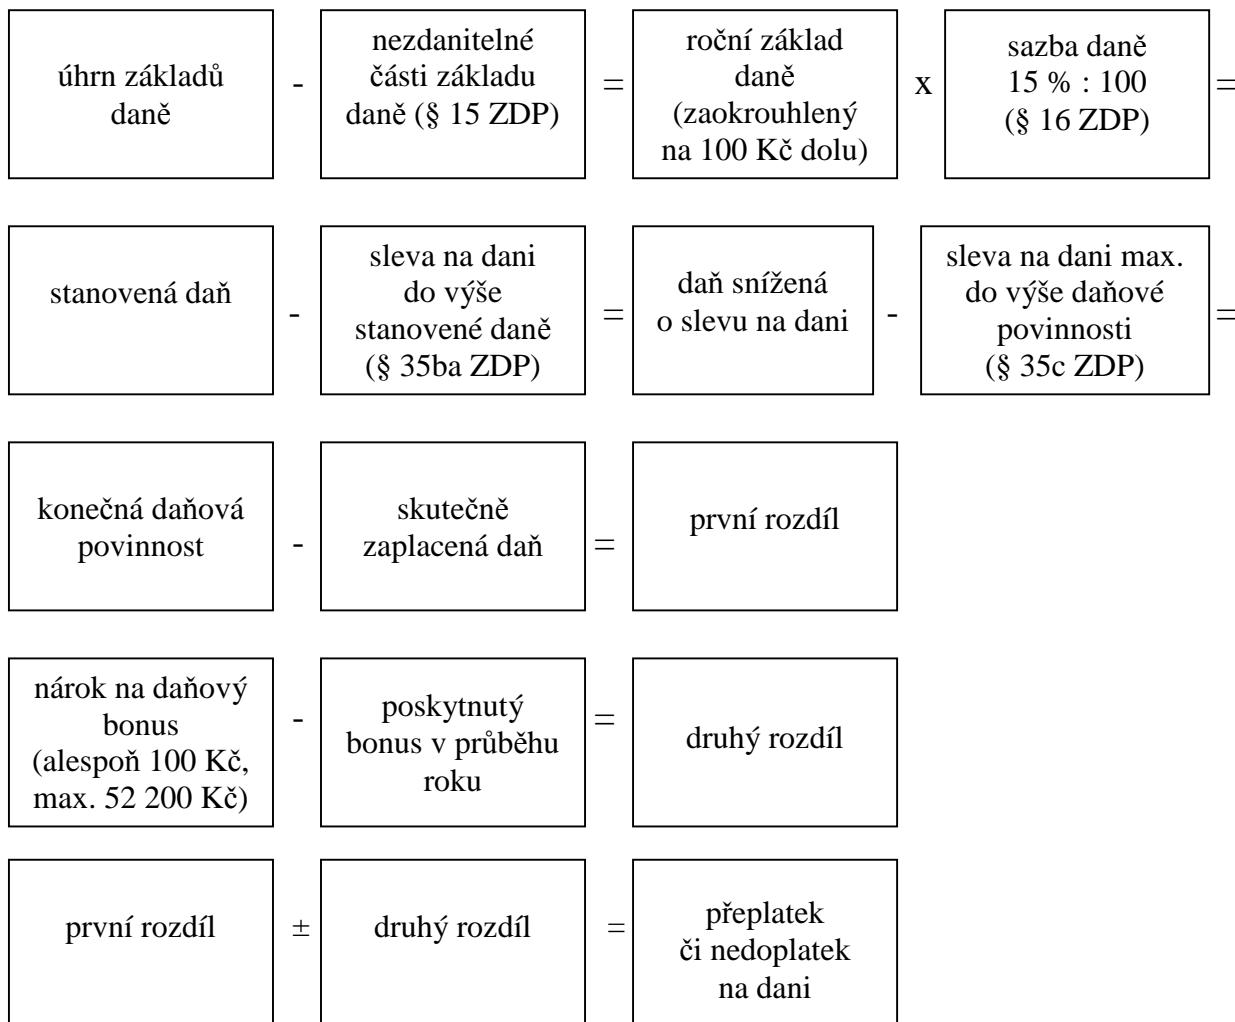 úhrn základů
daně
-
nezdanitelné
části základu
daně (§ 15 ZDP)
=
roční základ
daně
(zaokrouhlený
na 100 Kč dolu)
x
sazba daně
15 % : 100
(§ 16 ZDP)
=
stanovená daň
-
sleva na dani
do výše
stanovené daně
(§ 35ba ZDP)
=
daň snížená
o slevu na dani
-
sleva na dani max.
do výše daňové
povinnosti
(§ 35c ZDP)
=
konečná daňová
povinnost
-
skutečně
zaplacená daň
=
první rozdíl
nárok na daňový
bonus
(alespoň 100 Kč,
max. 52 200 Kč)
-
poskytnutý
bonus v průběhu
roku
=
druhý rozdíl
první rozdíl
±
druhý rozdíl
=
přeplatek
či nedoplatek
na dani